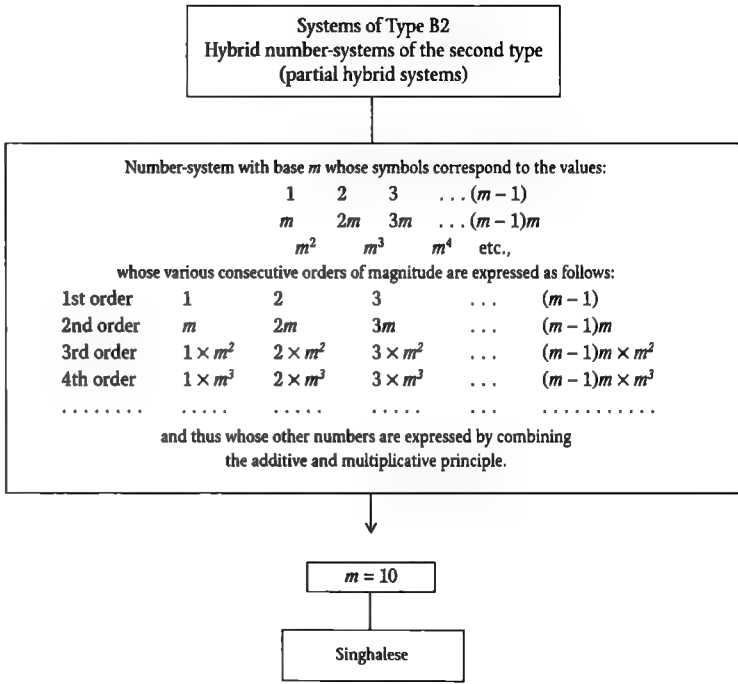 Systems of Type B2
Hybrid number-systems of the second type
(partial hybrid systems)
Number-system with base m whose symbols correspond to the values:
1 2 3 ...(m − 1)
m 2m 3m ...(m − 1)m
m² m³ m⁴ etc.,
whose various consecutive orders of magnitude are expressed as follows:
1st order 1 2 3 ... (m − 1)
2nd order m 2m 3m ... (m − 1)m
3rd order 1 × m² 2 × m² 3 × m² ... (m − 1)m × m²
4th order 1 × m³ 2 × m³ 3 × m³ ... (m − 1)m × m³
........ ..... ..... ..... ... ...........
and thus whose other numbers are expressed by combining
the additive and multiplicative principle.
m = 10
Singhalese